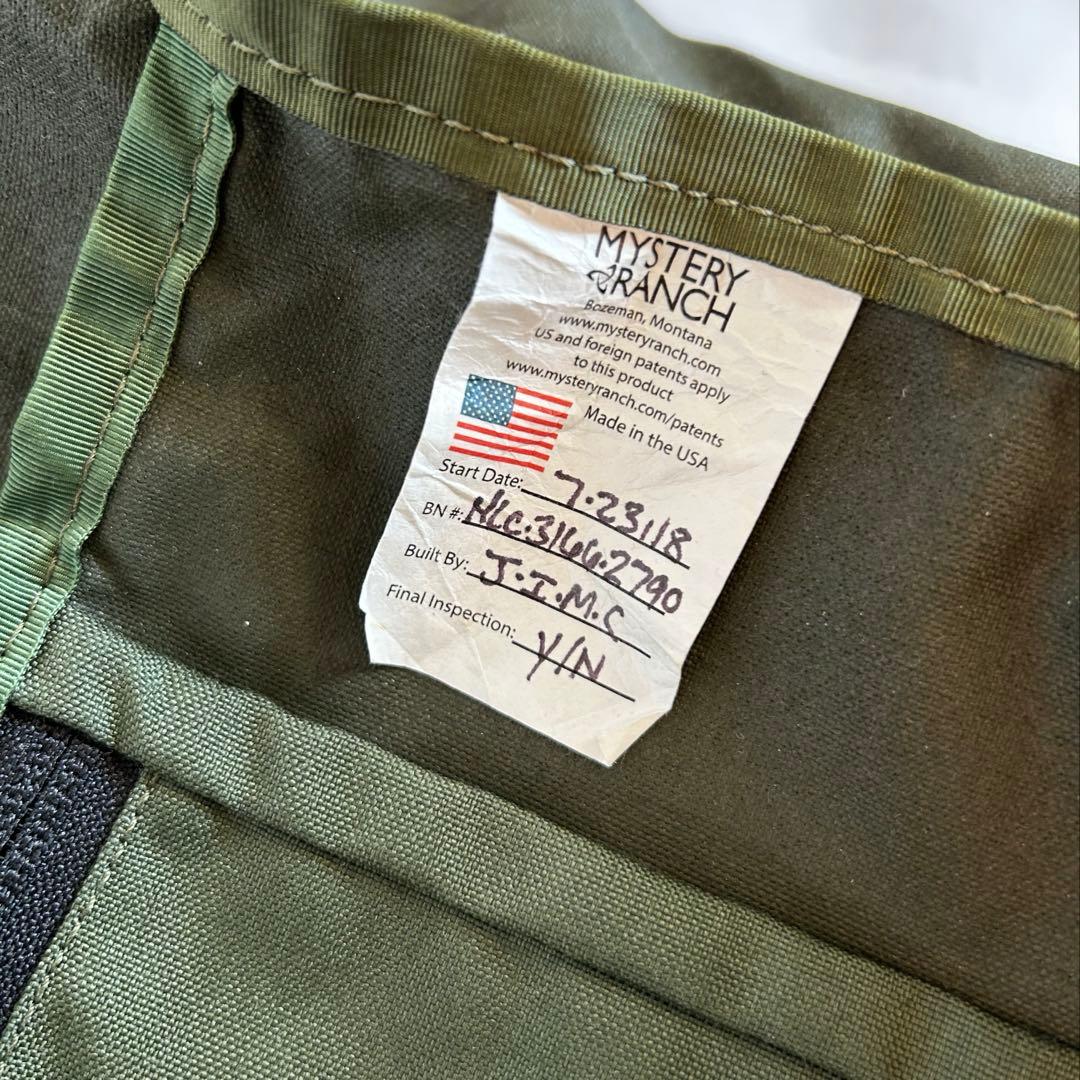 MYSTERY
RANCH
Bozeman, Montana
www.mysteryranch.com
US and foreign patents apply
to this product
www.mysteryranch.com/patents
Made in the USA
Start Date: 7.23.18
BN #: NLC.3166.2790
Built By: J.I.M.C
Final Inspection: Y/N